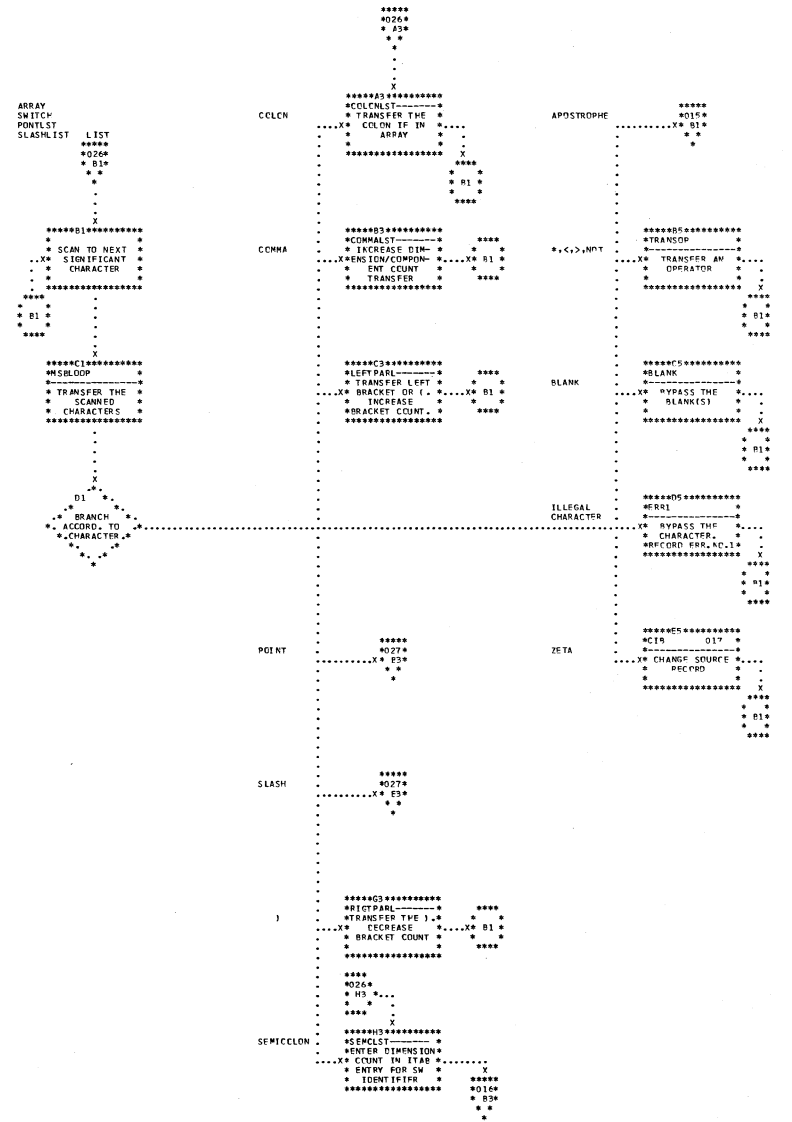 *026*
* A3*
ARRAY
SWITCH
PONTLST
SLASHLIST LIST
*026*
* B1*
*****B1**********
* SCAN TO NEXT *
* SIGNIFICANT *
* CHARACTER *
* B1 *
*****C1**********
*MSBLOOP *
*---------------*
* TRANSFER THE *
* SCANNED *
* CHARACTERS *
D1
BRANCH
ACCORD. TO
CHARACTER
COLCN
*****A3**********
*COLCNLST-------*
* TRANSFER THE *
* COLON IF IN *
* ARRAY *
* B1 *
COMMA
*****B3**********
*COMMALST-------*
* INCREASE DIM- *
*ENSION/COMPON-*
* ENT COUNT *
* TRANSFER *
* B1 *
*****C3**********
*LEFTPARL-------*
* TRANSFER LEFT *
* BRACKET OR (. *
* INCREASE *
*BRACKET COUNT. *
* B1 *
POINT
*027*
* B3*
SLASH
*027*
* E3*
)
*****G3**********
*RIGTPARL-------*
*TRANSFER THE ).*
* DECREASE *
* BRACKET COUNT *
* B1 *
*026*
* H3 *
SEMICCLON
*****H3**********
*SEMCLST------- *
*ENTER DIMENSION*
* COUNT IN ITAB *
* ENTRY FOR SW *
* IDENTIFIFR *
*016*
* B3*
APOSTROPHE
*015*
* B1*
*,<,>,NOT
*****B5**********
*TRANSOP *
*---------------*
* TRANSFER AN *
* OPERATOR *
* B1*
BLANK
*****C5**********
*BLANK *
*---------------*
* BYPASS THE *
* BLANK(S) *
* B1*
ILLEGAL
CHARACTER
*****D5**********
*ERR1 *
*---------------*
* BYPASS THE *
* CHARACTER. *
*RECORD ERR.NO.1*
* B1*
ZETA
*****E5**********
*CIB 017 *
*---------------*
* CHANGE SOURCE *
* RECORD *
* B1*